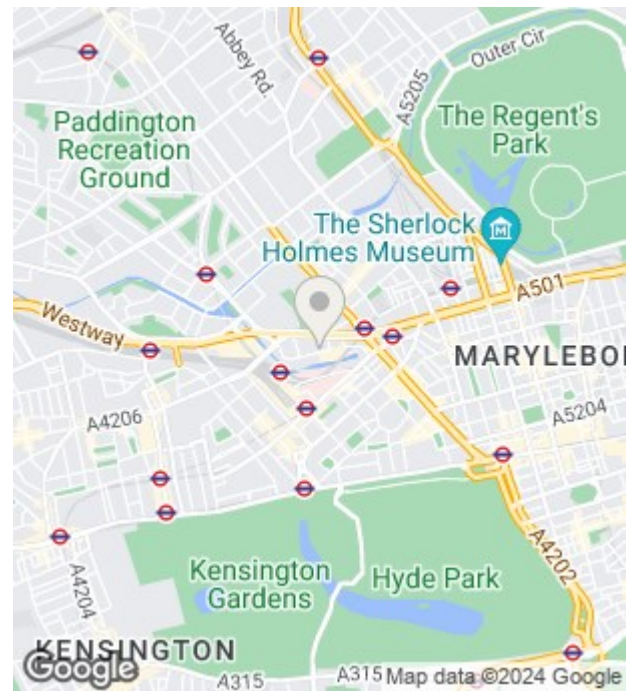 Outer Cir
Abbey Rd.
A5205
The Regent's
Park
Paddington
Recreation
Ground
The Sherlock
Holmes Museum
A501
Westway
MARYLEBO
A4206
A5204
A4202
Kensington
Gardens
Hyde Park
A4204
KENSINGTON
Google
A315
A315
Map data ©2024 Google